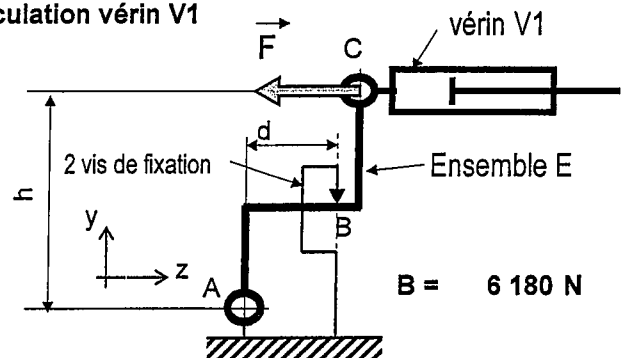 culation vérin V1
F
C
vérin V1
d
2 vis de fixation
Ensemble E
h
B
y
z
A
B = 6 180 N